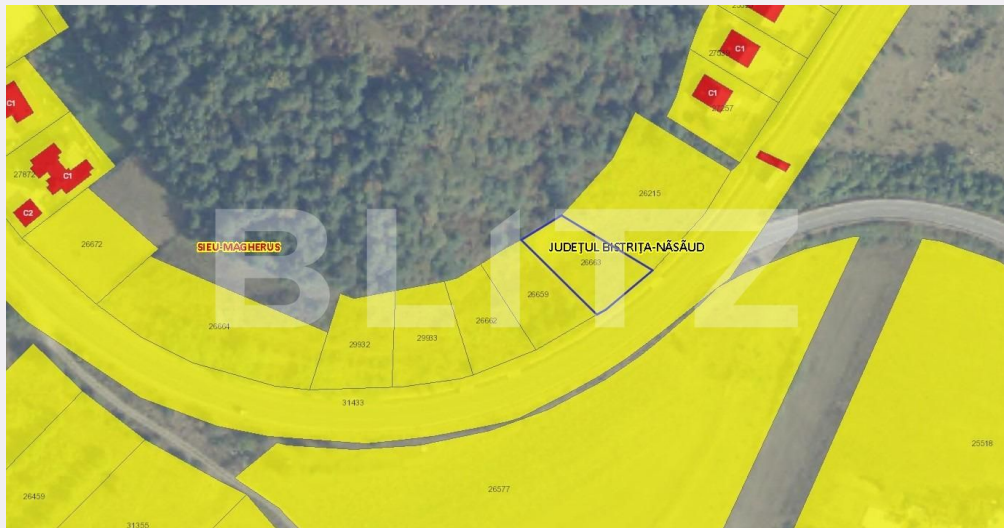 C1
C1
C1
27872
C1
C2
26672
SIEU-MAGHERUS
26664
26215
JUDEȚUL BISTRIȚA-NĂSĂUD
26663
BLITZ
26659
26662
29933
29932
31433
26577
25518
26459
31355